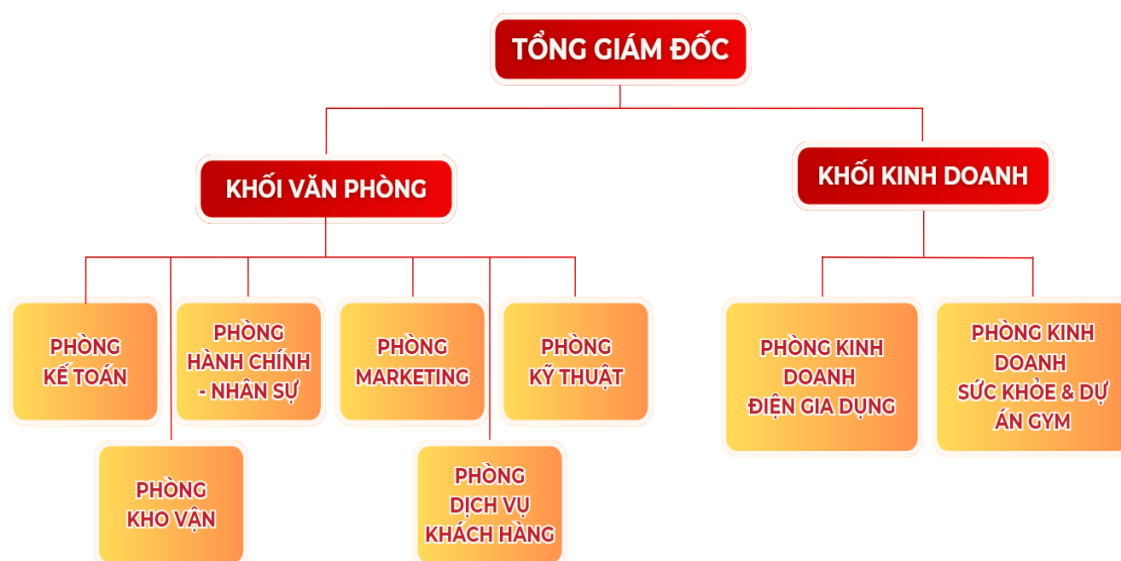 TỔNG GIÁM ĐỐC
KHỐI VĂN PHÒNG
KHỐI KINH DOANH
PHÒNG
KẾ TOÁN
PHÒNG
HÀNH CHÍNH
- NHÂN SỰ
PHÒNG
MARKETING
PHÒNG
KỸ THUẬT
PHÒNG KINH
DOANH
ĐIỆN GIA DỤNG
PHÒNG KINH
DOANH
SỨC KHỎE & DỰ
ÁN GYM
PHÒNG
KHO VẬN
PHÒNG
DỊCH VỤ
KHÁCH HÀNG